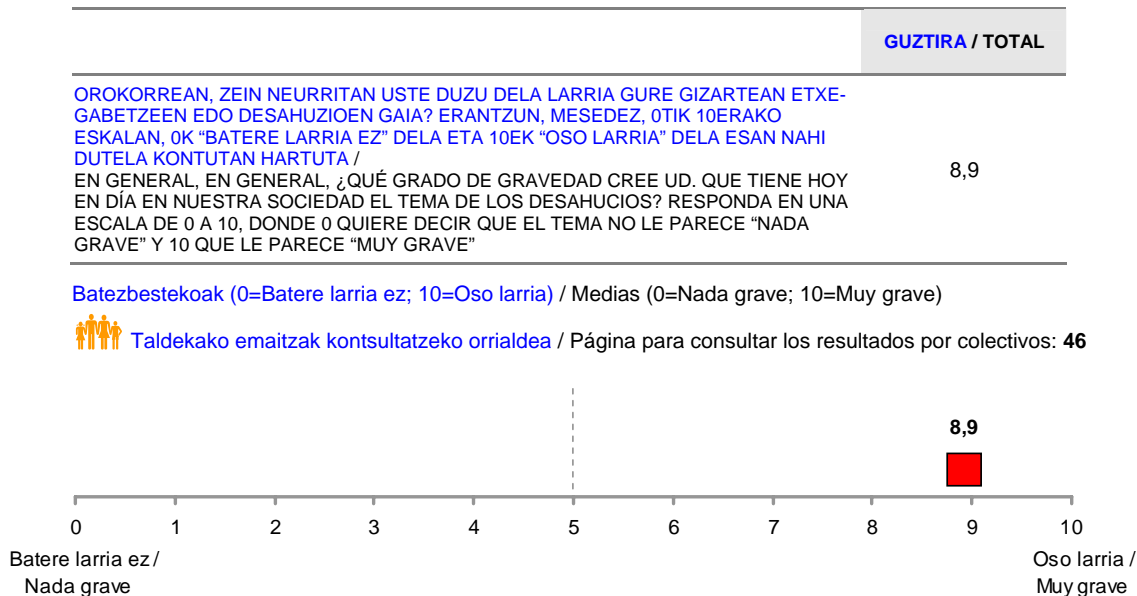 GUZTIRA / TOTAL
OROKORREAN, ZEIN NEURRITAN USTE DUZU DELA LARRIA GURE GIZARTEAN ETXE-
GABETZEEN EDO DESAHUZIOEN GAIA? ERANTZUN, MESEDEZ, 0TIK 10ERAKO
ESKALAN, 0K “BATERE LARRIA EZ” DELA ETA 10EK “OSO LARRIA” DELA ESAN NAHI
DUTELA KONTUTAN HARTUTA /
EN GENERAL, EN GENERAL, ¿QUÉ GRADO DE GRAVEDAD CREE UD. QUE TIENE HOY
EN DÍA EN NUESTRA SOCIEDAD EL TEMA DE LOS DESAHUCIOS? RESPONDA EN UNA
ESCALA DE 0 A 10, DONDE 0 QUIERE DECIR QUE EL TEMA NO LE PARECE “NADA
GRAVE” Y 10 QUE LE PARECE “MUY GRAVE”
8,9
Batezbestekoak (0=Batere larria ez; 10=Oso larria) / Medias (0=Nada grave; 10=Muy grave)
Taldekako emaitzak kontsultatzeko orrialdea / Página para consultar los resultados por colectivos: 46
8,9
0 1 2 3 4 5 6 7 8 9 10
Batere larria ez /
Nada grave
Oso larria /
Muy grave